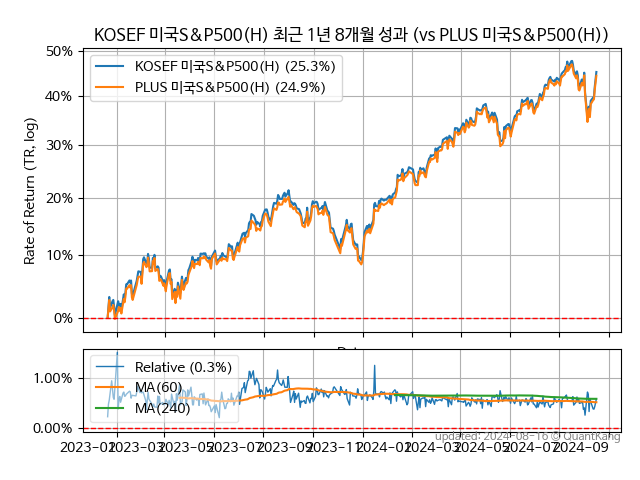 KOSEF 미국S&P500(H) 최근 1년 8개월 성과 (vs PLUS 미국S&P500(H))
50%
40%
30%
20%
10%
0%
Rate of Return (TR, log)
KOSEF 미국S&P500(H) (25.3%)
PLUS 미국S&P500(H) (24.9%)
1.00%
0.00%
Relative (0.3%)
MA(60)
MA(240)
2023-01 2023-03 2023-05 2023-07 2023-09 2023-11 2024-01 2024-03 2024-05 2024-07 2024-09
updated: 2024-08-16 © QuantKang